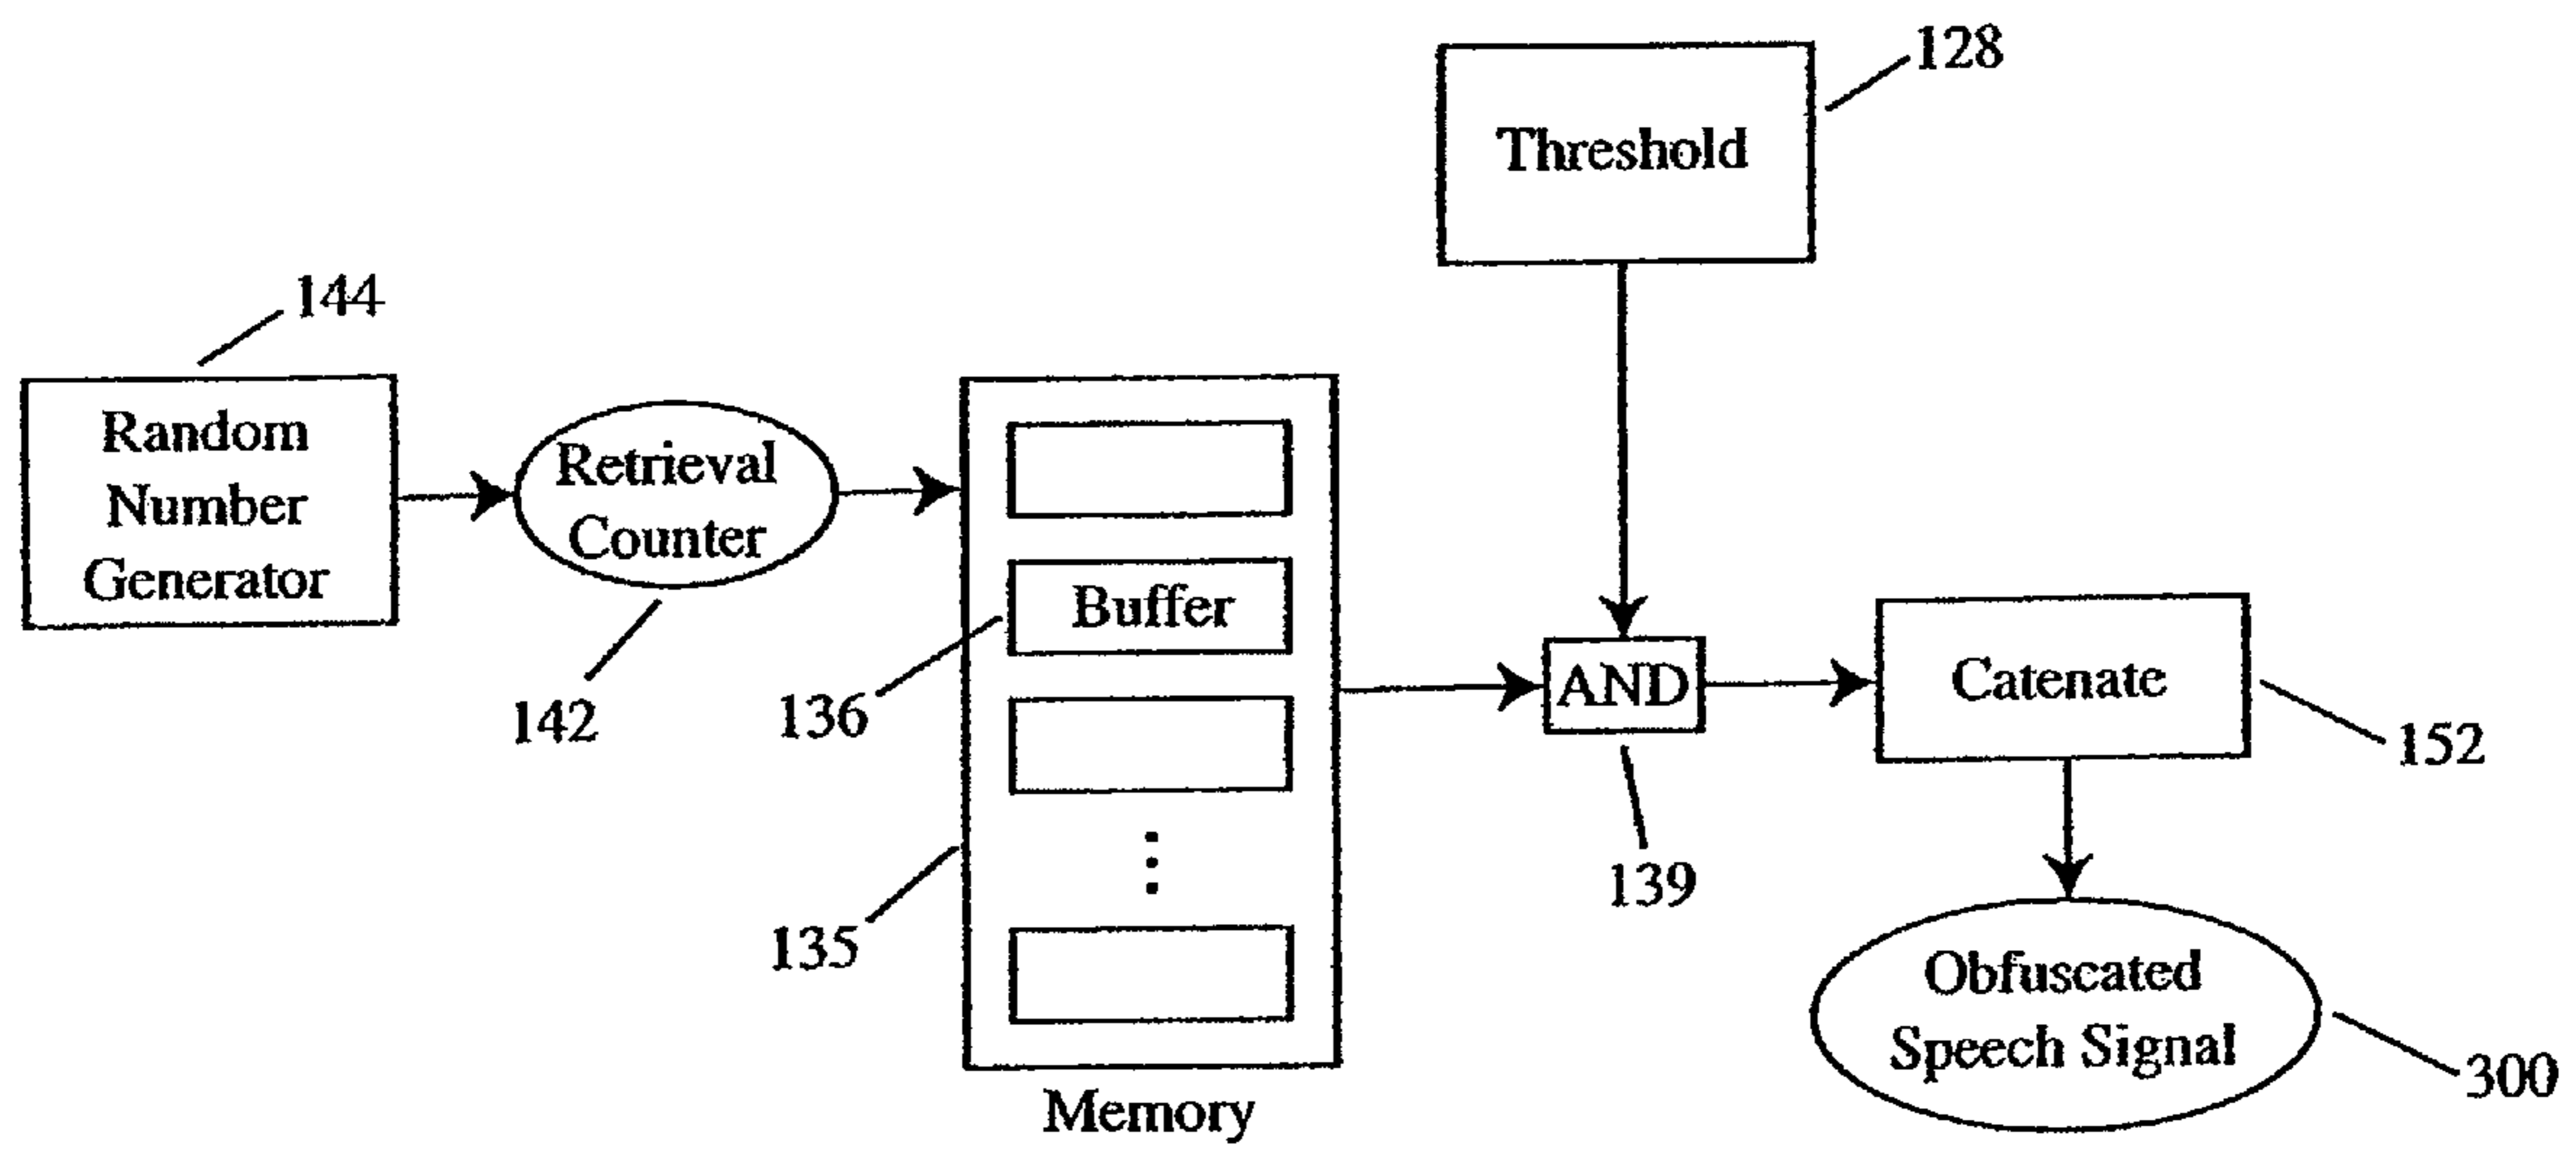 128
Threshold
144
Random
Number
Generator
Retrieval
Counter
142
Buffer
136
135
Memory
AND
139
Catenate
152
Obfuscated
Speech Signal
300